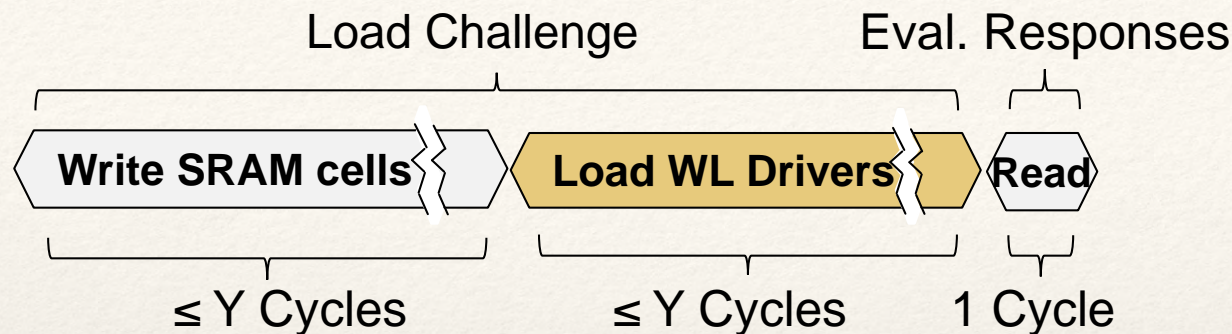 Load Challenge Eval. Responses
Write SRAM cells Load WL Drivers Read
≤ Y Cycles ≤ Y Cycles 1 Cycle